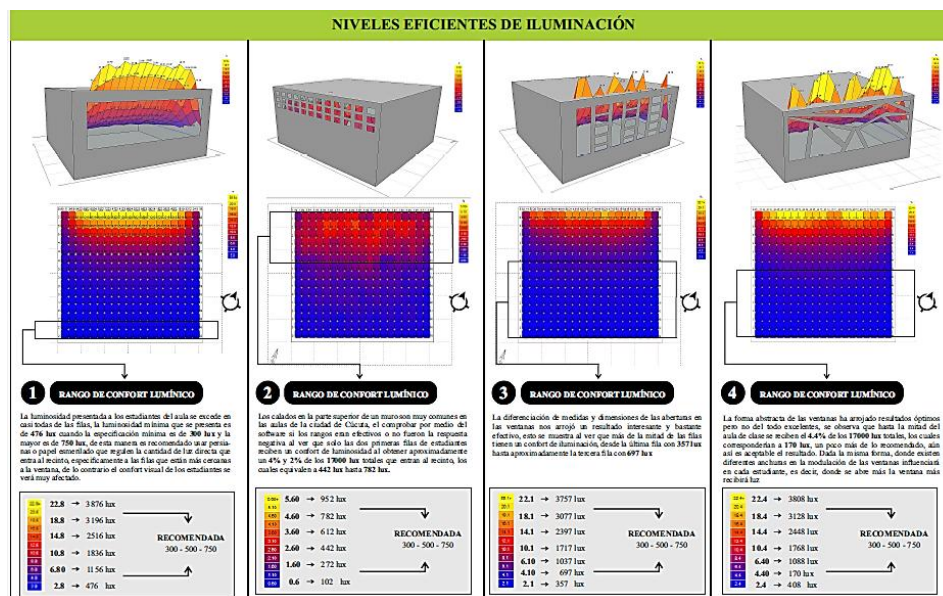 NIVELES EFICIENTES DE ILUMINACIÓN
1 RANGO DE CONFORT LUMÍNICO
La luminosidad presentada a los estudiantes del aula se excede en
casi todas de las filas, la luminosidad mínima que se presenta es
de 476 lux cuando la especificación mínima es de 300 lux y la
mayor es de 750 lux, de esta manera es recomendado usar persia-
nas o papel esmerilado que regulen la cantidad de luz directa que
entra al recinto, específicamente a las filas que están más cercanas
a la ventana, de lo contrario el confort visual de los estudiantes se
verá muy afectado.
22.8 → 3876 lux
18.8 → 3196 lux
14.8 → 2516 lux
10.8 → 1836 lux
6.80 → 1156 lux
2.8 → 476 lux
RECOMENDADA
300 - 500 - 750
2 RANGO DE CONFORT LUMÍNICO
Los calados en la parte superior de un muro son muy comunes en
las aulas de la ciudad de Cúcuta, el comprobar por medio del
software si los rangos eran efectivos o no fueron la respuesta
negativa al ver que solo las dos primeras filas de estudiantes
reciben un confort de luminosidad al obtener aproximadamente
un 4% y 2% de los 17000 lux totales que entran al recinto, los
cuales equivalen a 442 lux hasta 782 lux.
5.60 → 952 lux
4.60 → 782 lux
3.60 → 612 lux
2.60 → 442 lux
1.60 → 272 lux
0.6 → 102 lux
RECOMENDADA
300 - 500 - 750
3 RANGO DE CONFORT LUMÍNICO
La diferenciación de medidas y dimensiones de las aberturas en
las ventanas nos arrojó un resultado interesante y bastante
efectivo, esto se muestra al ver que más de la mitad de las filas
tienen un confort de iluminación, desde la última fila con 357 lux
hasta aproximadamente la tercera fila con 697 lux
22.1 → 3757 lux
18.1 → 3077 lux
14.1 → 2397 lux
10.1 → 1717 lux
6.10 → 1037 lux
4.10 → 697 lux
2.1 → 357 lux
RECOMENDADA
300 - 500 - 750
4 RANGO DE CONFORT LUMÍNICO
La forma abstracta de las ventanas ha arrojado resultados óptimos
pero no del todo excelentes, se observa que hasta la mitad del
aula de clase se reciben el 4.4% de los 17000 lux totales, los cuales
corresponderían a 170 lux, un poco más de lo recomendado, aún
así es aceptable el resultado. Dada la misma forma, donde existen
diferentes anchuras en la modulación de las ventanas influenciará
en cada estudiante, es decir, donde se abre más la ventana más
recibirá luz
22.4 → 3808 lux
18.4 → 3128 lux
14.4 → 2448 lux
10.4 → 1768 lux
6.40 → 1088 lux
4.40 → 170 lux
2.4 → 408 lux
RECOMENDADA
300 - 500 - 750